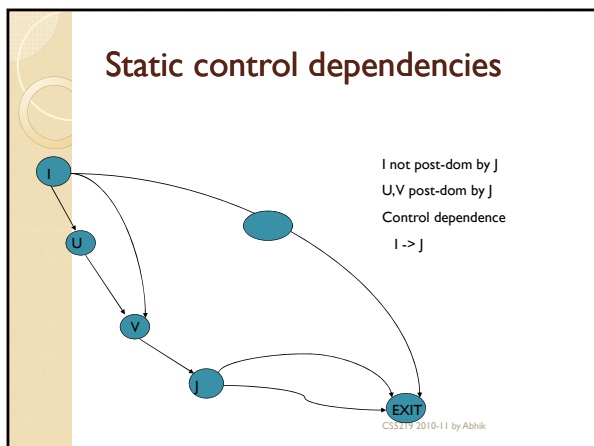 Static control dependencies
I not post-dom by J
U,V post-dom by J
Control dependence
I -> J
I
U
V
J
EXIT
CS5219 2010-11 by Abhik